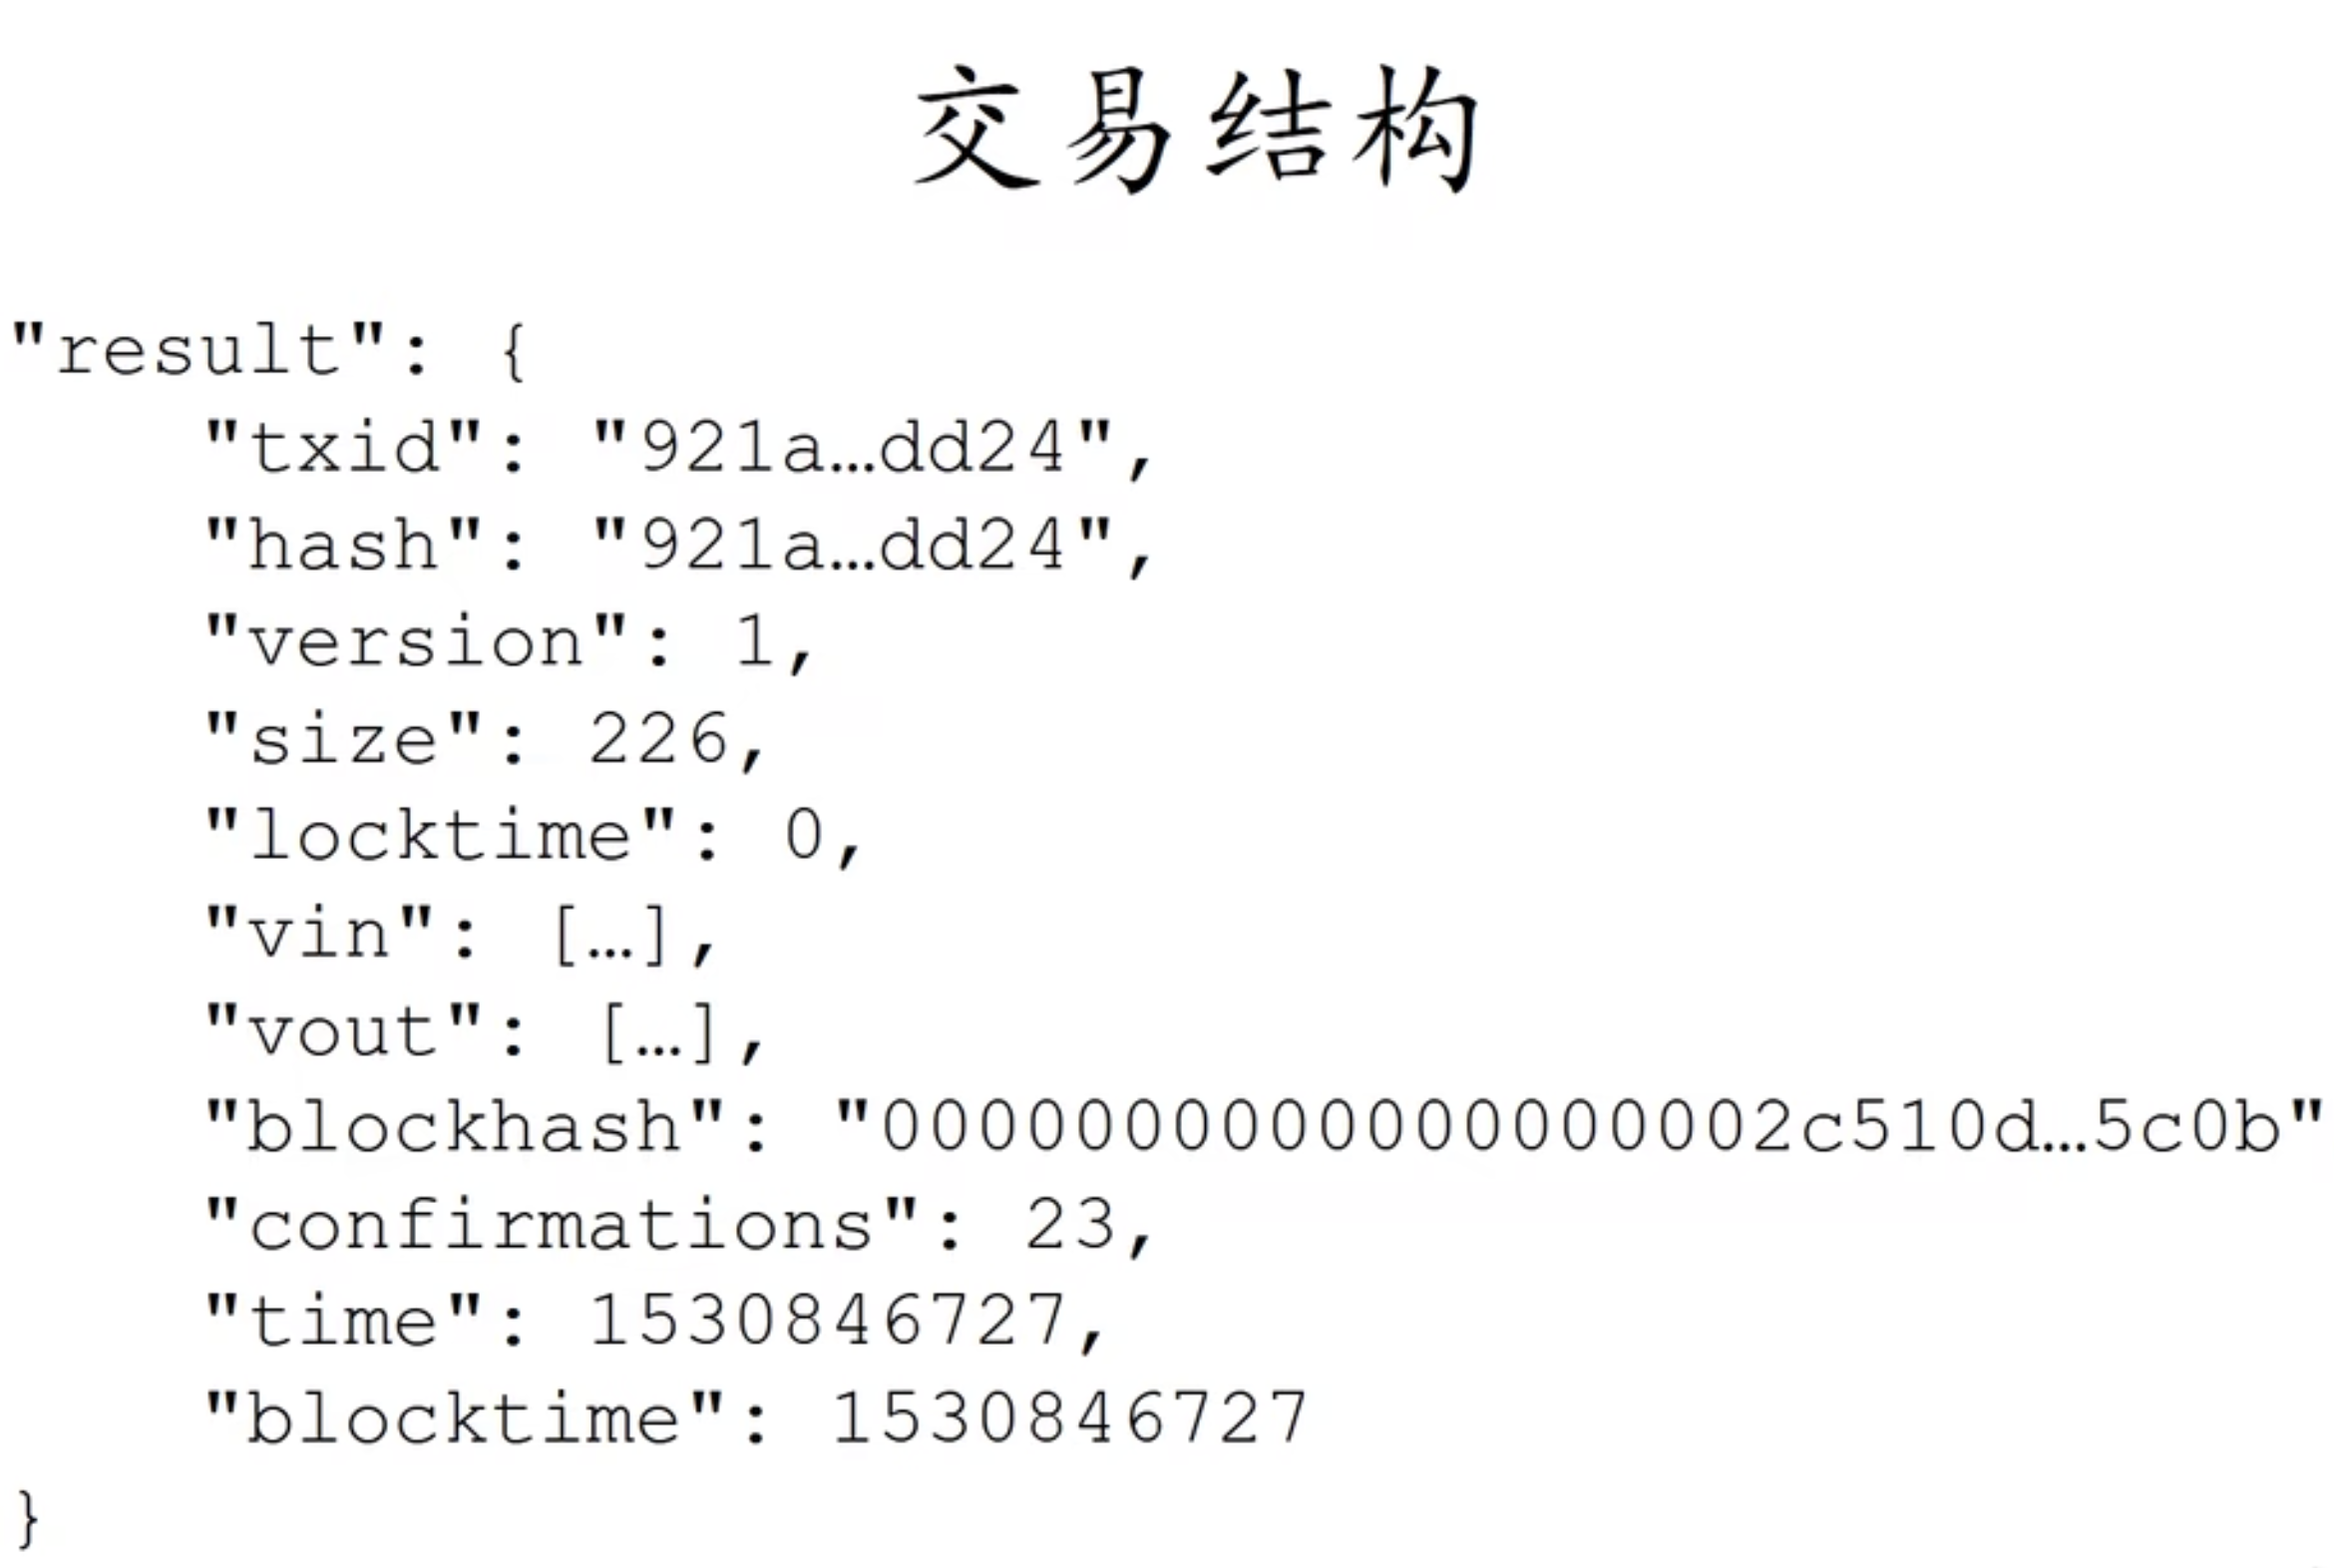 交易结构
"result": {
"txid": "921a…dd24",
"hash": "921a…dd24",
"version": 1,
"size": 226,
"locktime": 0,
"vin": […],
"vout": […],
"blockhash": "0000000000000000002c510d…5c0b"
"confirmations": 23,
"time": 1530846727,
"blocktime": 1530846727
}